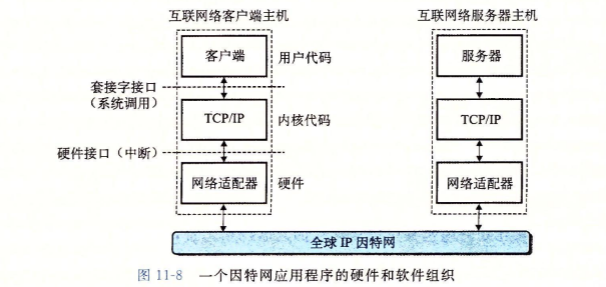 互联网络客户端主机
互联网络服务器主机
客户端
用户代码
服务器
套接字接口
（系统调用）
TCP/IP
内核代码
TCP/IP
硬件接口（中断）
网络适配器
硬件
网络适配器
全球 IP 因特网
图 11-8 一个因特网应用程序的硬件和软件组织